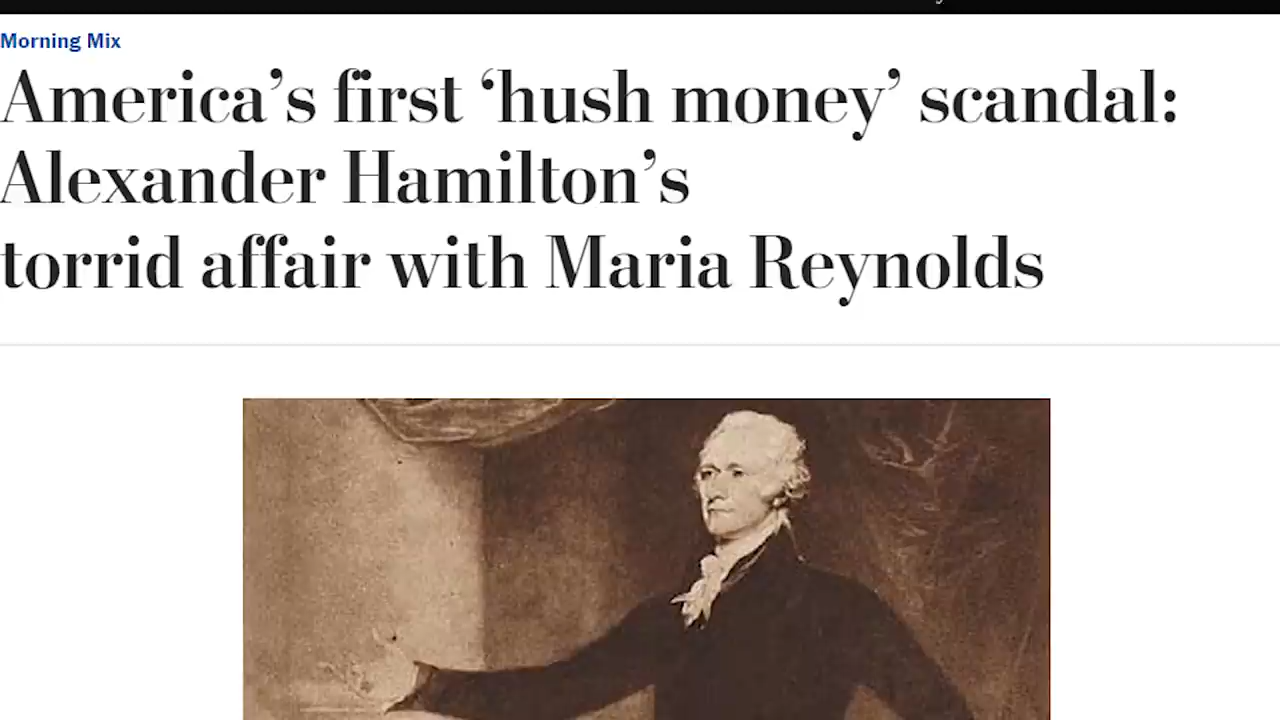 Morning Mix
America’s first ‘hush money’ scandal:
Alexander Hamilton’s
torrid affair with Maria Reynolds